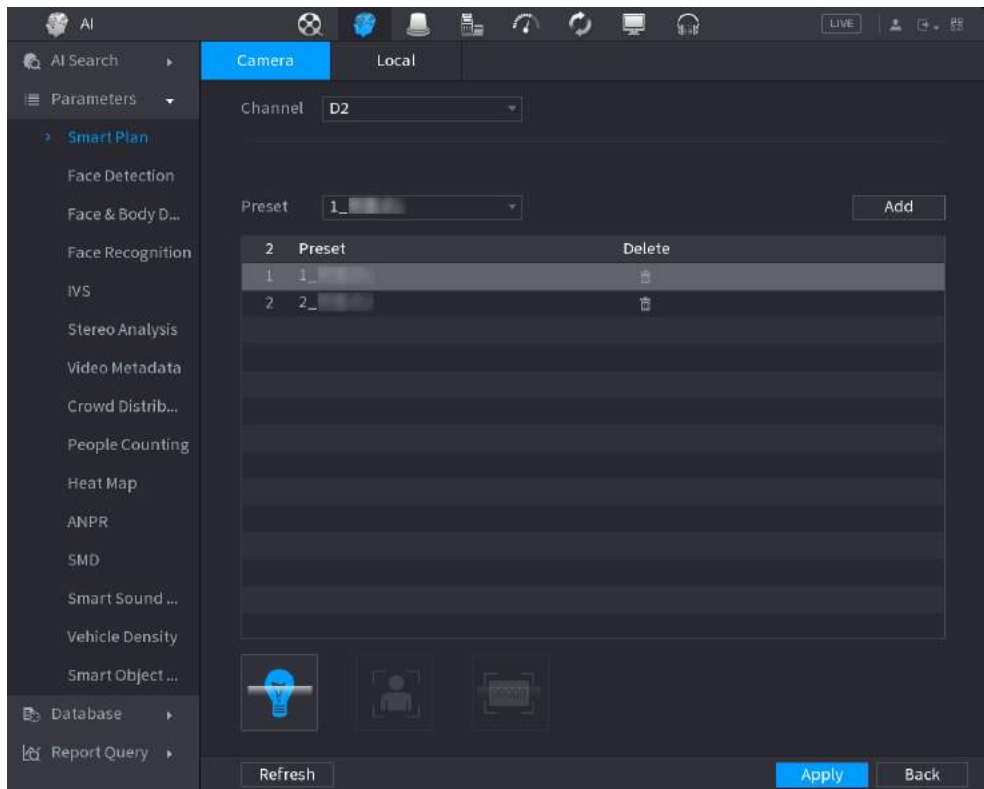 AI
LIVE
AI Search
Parameters
Smart Plan
Face Detection
Face & Body D...
Face Recognition
IVS
Stereo Analysis
Video Metadata
Crowd Distrib...
People Counting
Heat Map
ANPR
SMD
Smart Sound ...
Vehicle Density
Smart Object ...
Database
Report Query
Camera Local
Channel D2
Preset 1_
Add
2 Preset Delete
1 1_
2 2_
Refresh
Apply Back